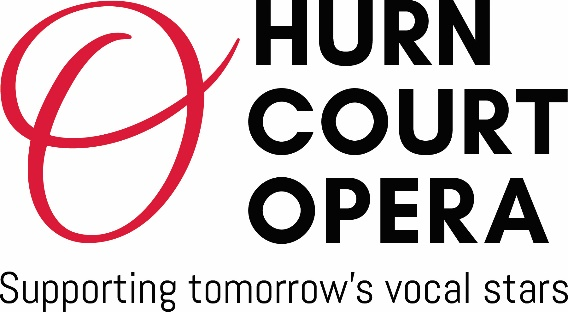 O
HURN
COURT
OPERA
Supporting tomorrow's vocal stars